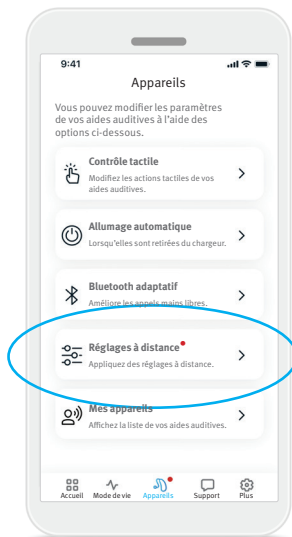 9:41
Appareils
Vous pouvez modifier les paramètres
de vos aides auditives à l'aide des
options ci-dessous.
Contrôle tactile
Modifiez les actions tactiles de vos
aides auditives.
Allumage automatique
Lorsqu'elles sont retirées du chargeur.
Bluetooth adaptatif
Améliore les appels mains libres.
Réglages à distance
Appliquez des réglages à distance.
Mes appareils
Affichez la liste de vos aides auditives.
Accueil Mode de vie Appareils Support Plus